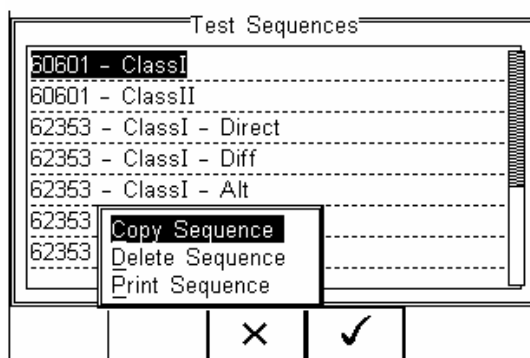 Test Sequences
60601 - ClassI
60601 - ClassII
62353 - ClassI - Direct
62353 - ClassI - Diff
62353 - ClassI - Alt
62353
62353
Copy Sequence
Delete Sequence
Print Sequence